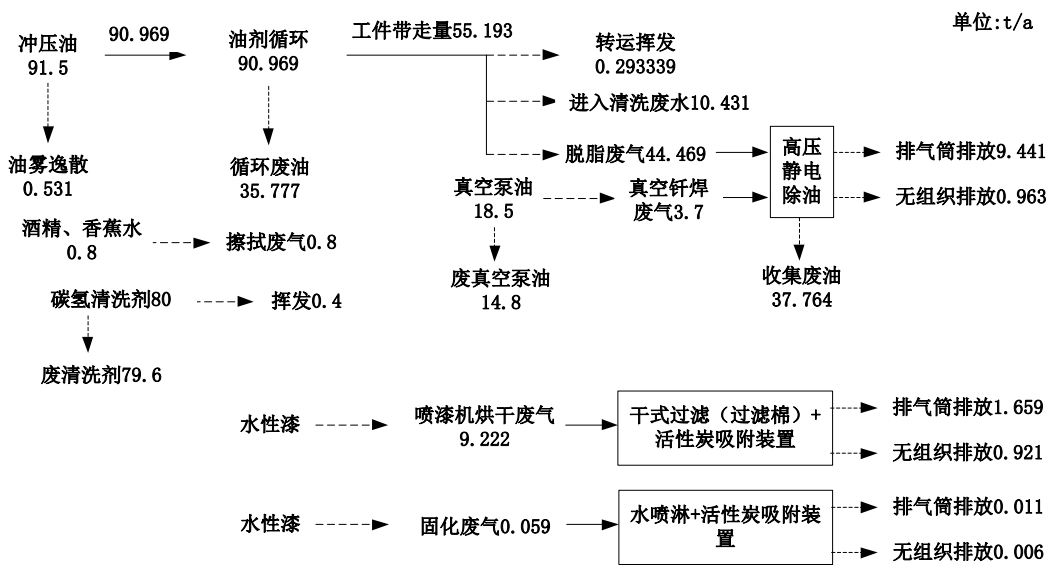 单位:t/a
冲压油
91.5
90.969
油剂循环
90.969
工件带走量55.193
转运挥发
0.293339
进入清洗废水10.431
脱脂废气44.469
高压
静电
除油
排气筒排放9.441
无组织排放0.963
油雾逸散
0.531
循环废油
35.777
真空泵油
18.5
真空钎焊
废气3.7
酒精、香蕉水
0.8
擦拭废气0.8
废真空泵油
14.8
收集废油
37.764
碳氢清洗剂80
挥发0.4
废清洗剂79.6
水性漆
喷漆机烘干废气
9.222
干式过滤（过滤棉）+
活性炭吸附装置
排气筒排放1.659
无组织排放0.921
水性漆
固化废气0.059
水喷淋+活性炭吸附装
置
排气筒排放0.011
无组织排放0.006